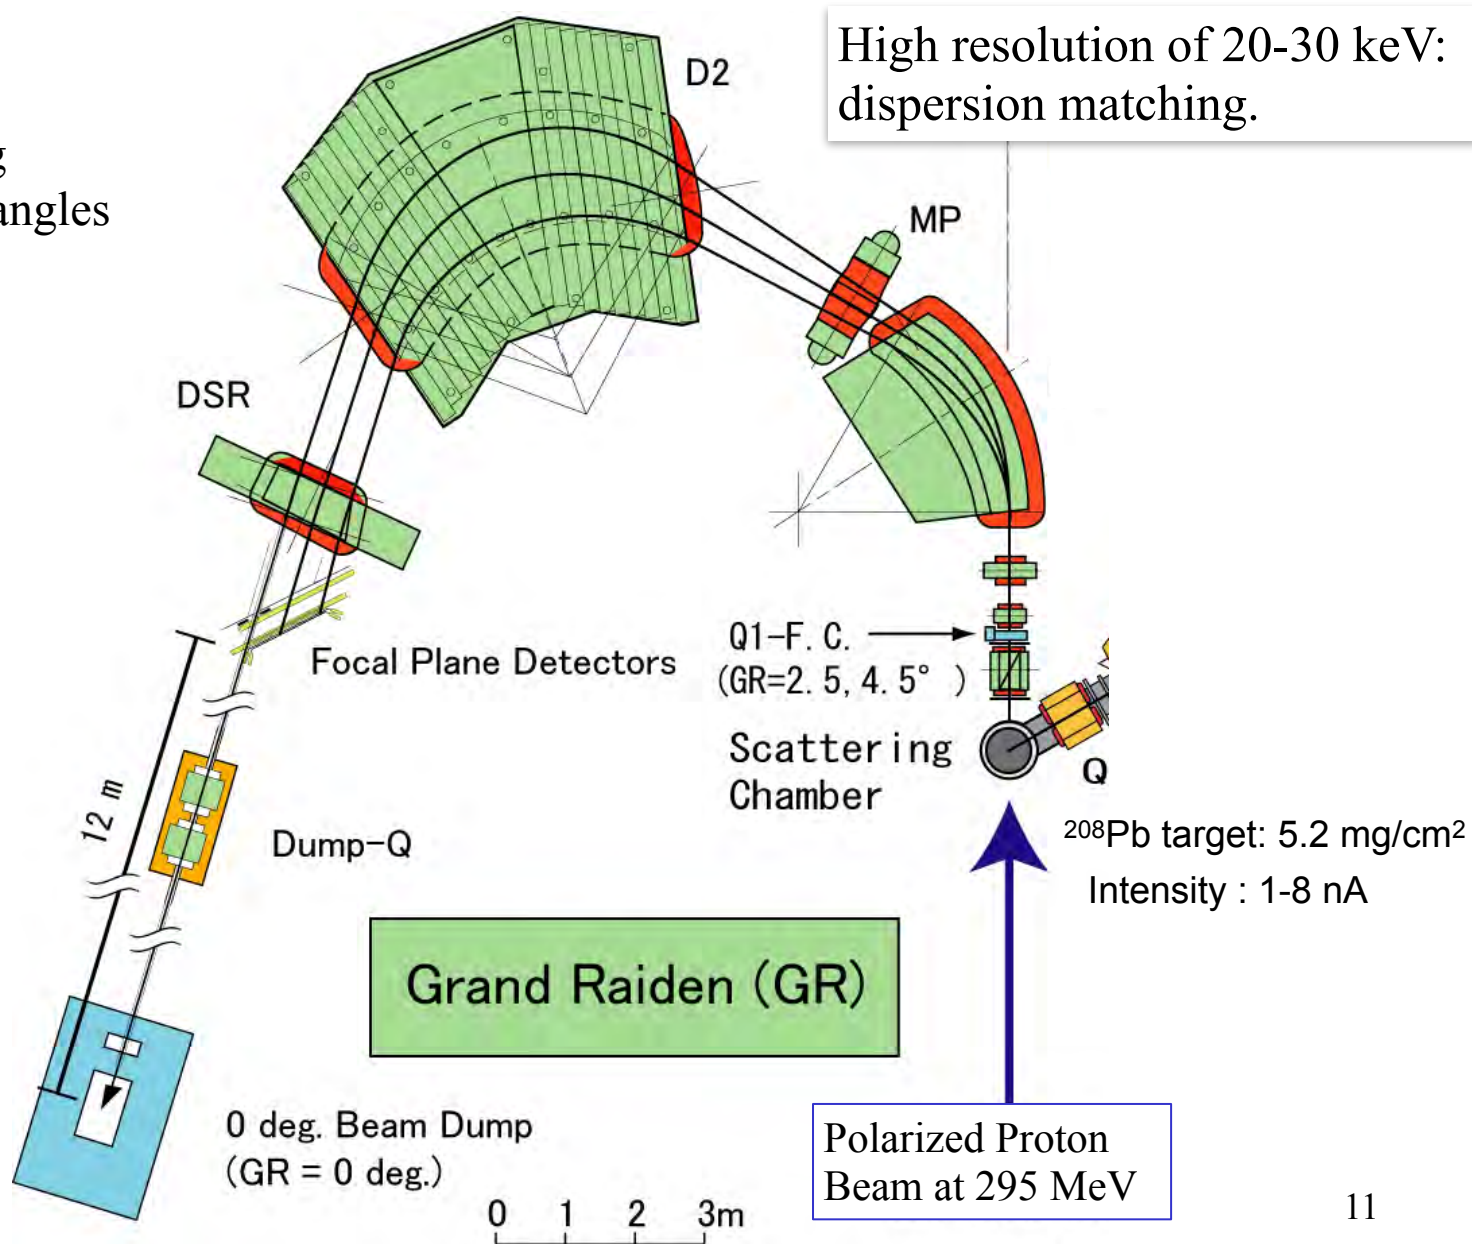 High resolution of 20-30 keV:
dispersion matching.
g
angles
D2
MP
DSR
Focal Plane Detectors
Q1-F.C.
(GR=2.5,4.5° )
Scattering
Chamber
Q
12 m
Dump-Q
208Pb target: 5.2 mg/cm2
Intensity : 1-8 nA
Grand Raiden (GR)
0 deg. Beam Dump
(GR = 0 deg.)
Polarized Proton
Beam at 295 MeV
0 1 2 3m
11